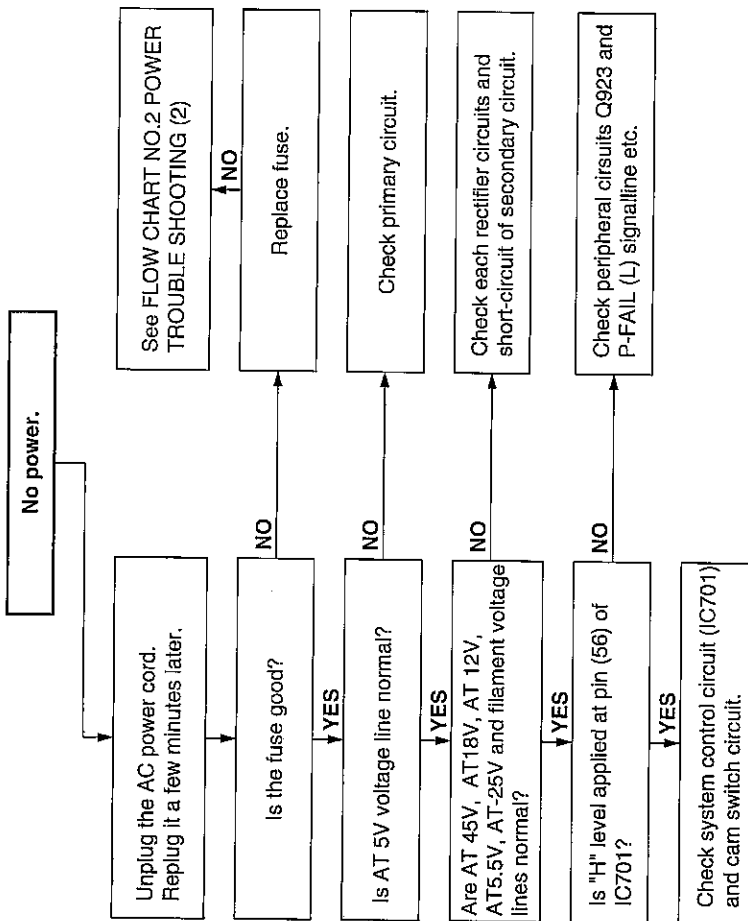 No power.
Unplug the AC power cord.
Replug it a few minutes later.
Is the fuse good?
NO
Replace fuse.
NO
See FLOW CHART NO.2 POWER
TROUBLE SHOOTING (2)
YES
Is AT 5V voltage line normal?
NO
Check primary circuit.
YES
Are AT 45V, AT18V, AT 12V,
AT5.5V, AT-25V and filament voltage
lines normal?
NO
Check each rectifier circuits and
short-circuit of secondary circuit.
YES
Is "H" level applied at pin (56) of
IC701?
NO
Check peripheral cirsuits Q923 and
P-FAIL (L) signalline etc.
YES
Check system control circuit (IC701)
and cam switch circuit.